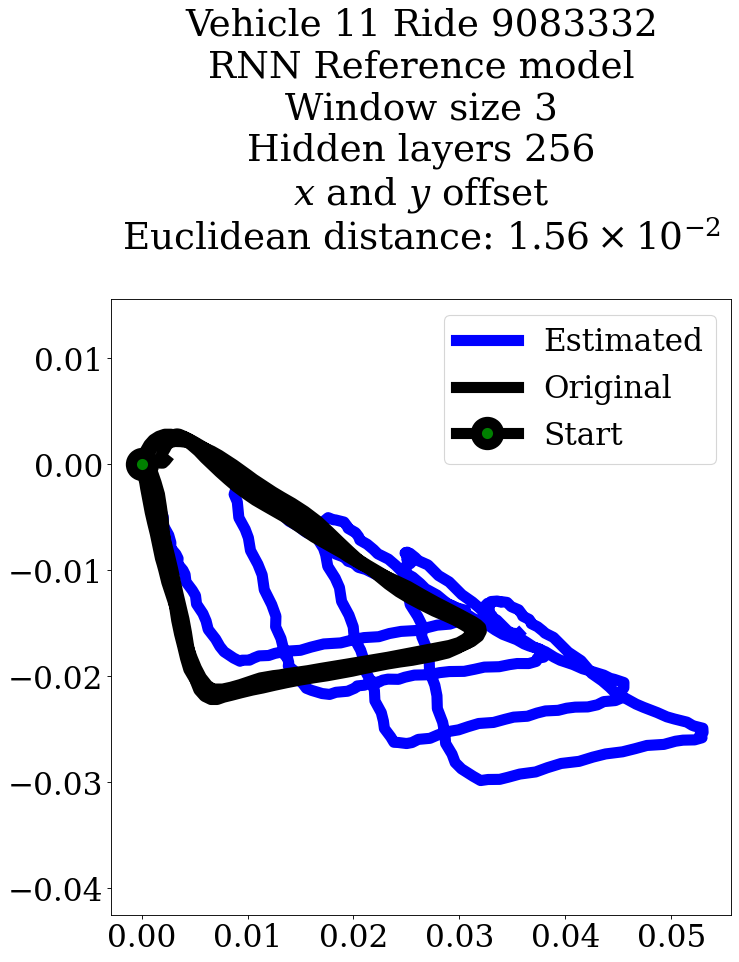 Vehicle 11 Ride 9083332
RNN Reference model
Window size 3
Hidden layers 256
x and y offset
Euclidean distance: 1.56 × 10⁻²
Estimated
Original
Start
0.01
0.00
−0.01
−0.02
−0.03
−0.04
0.00 0.01 0.02 0.03 0.04 0.05